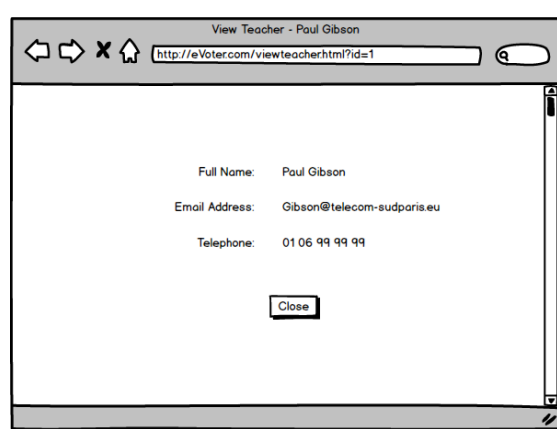 View Teacher - Paul Gibson
http://eVoter.com/viewteacher.html?id=1
Full Name: Paul Gibson
Email Address: Gibson@telecom-sudparis.eu
Telephone: 01 06 99 99 99
Close